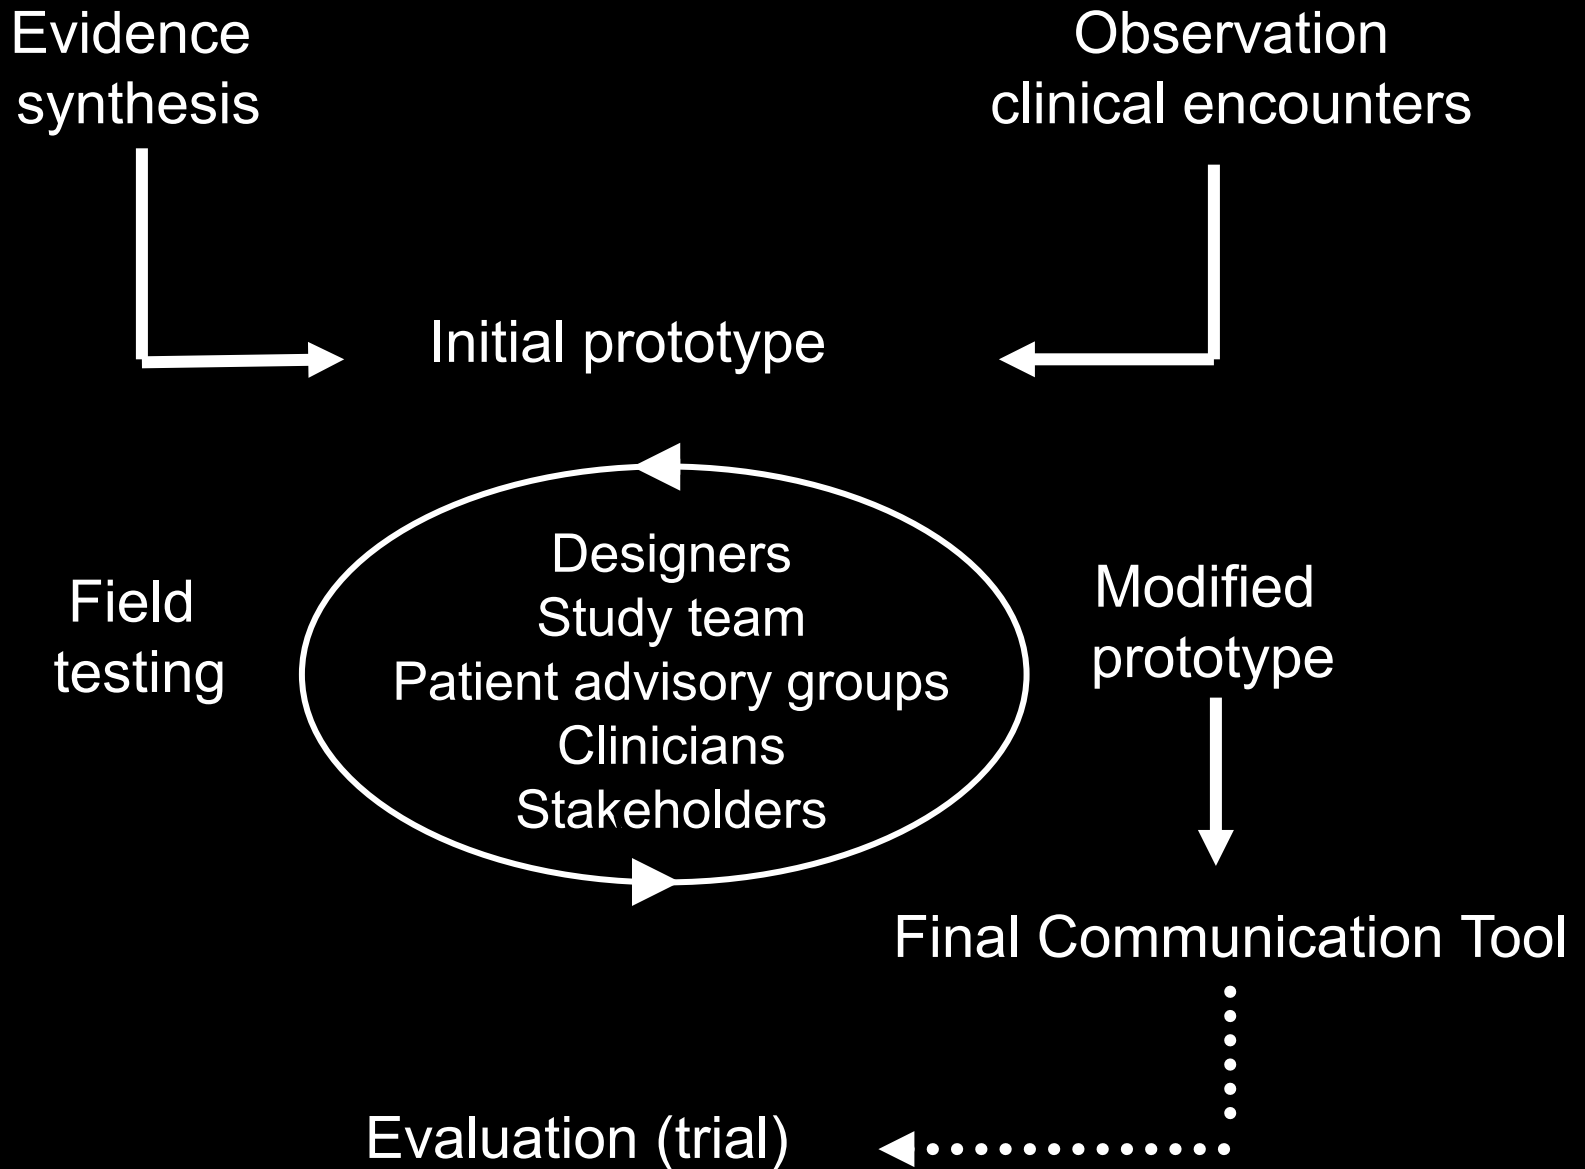 Evidence
synthesis
Observation
clinical encounters
Initial prototype
Designers
Study team
Patient advisory groups
Clinicians
Stakeholders
Field
testing
Modified
prototype
Final Communication Tool
Evaluation (trial)